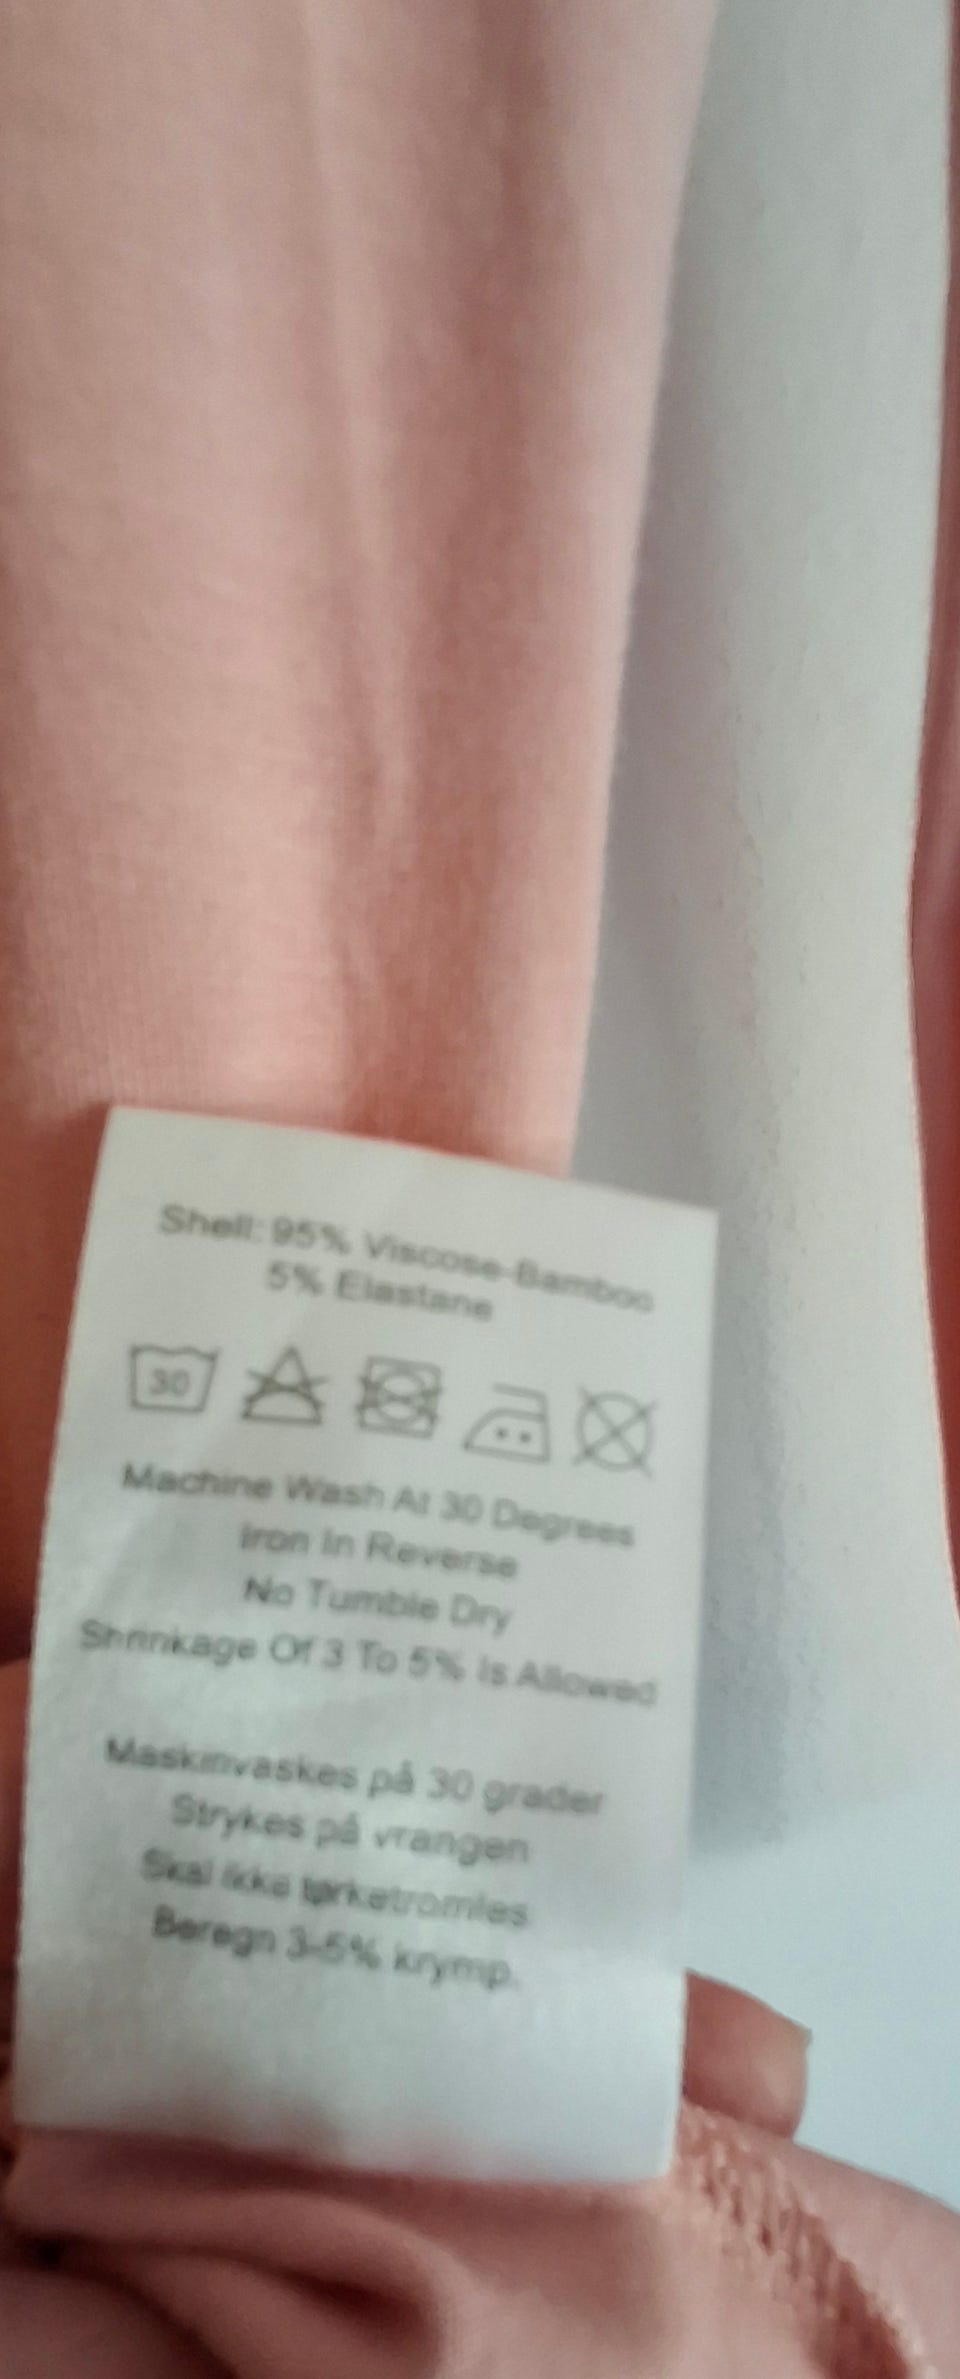 Shell: 95% Viscose-Bamboo
5% Elastane
30
Machine Wash At 30 Degrees
Iron In Reverse
No Tumble Dry
Shrinkage Of 3 To 5% Is Allowed
Maskinvaskes på 30 grader
Strykes på vrangen
Skal ikke tørketromles
Beregn 3-5% krymp.